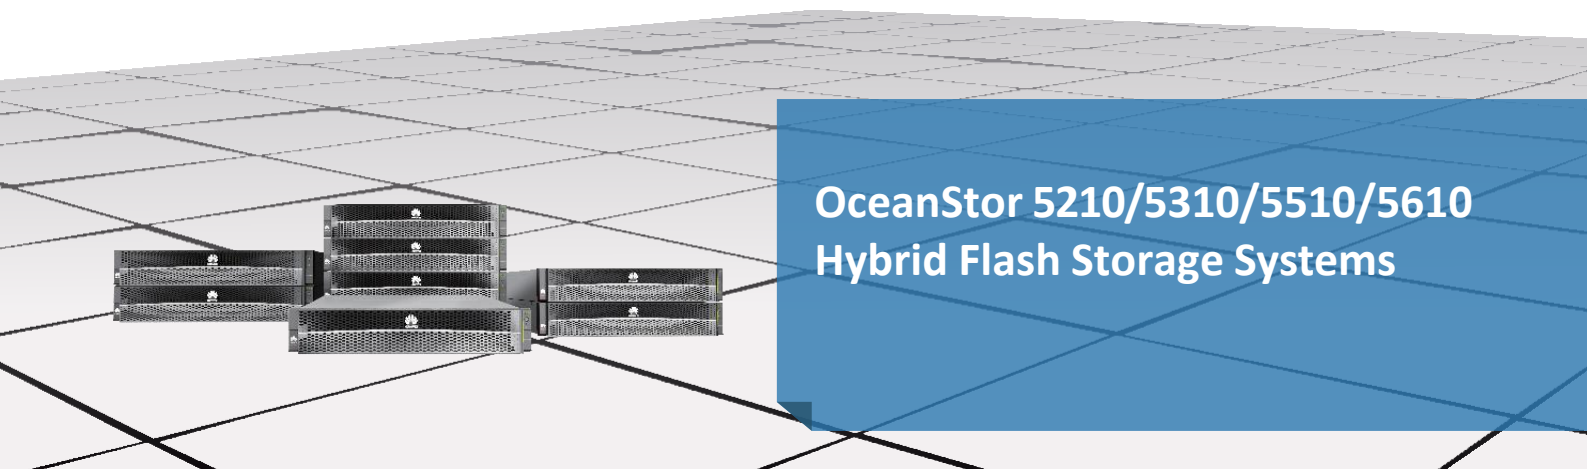 OceanStor 5210/5310/5510/5610
Hybrid Flash Storage Systems